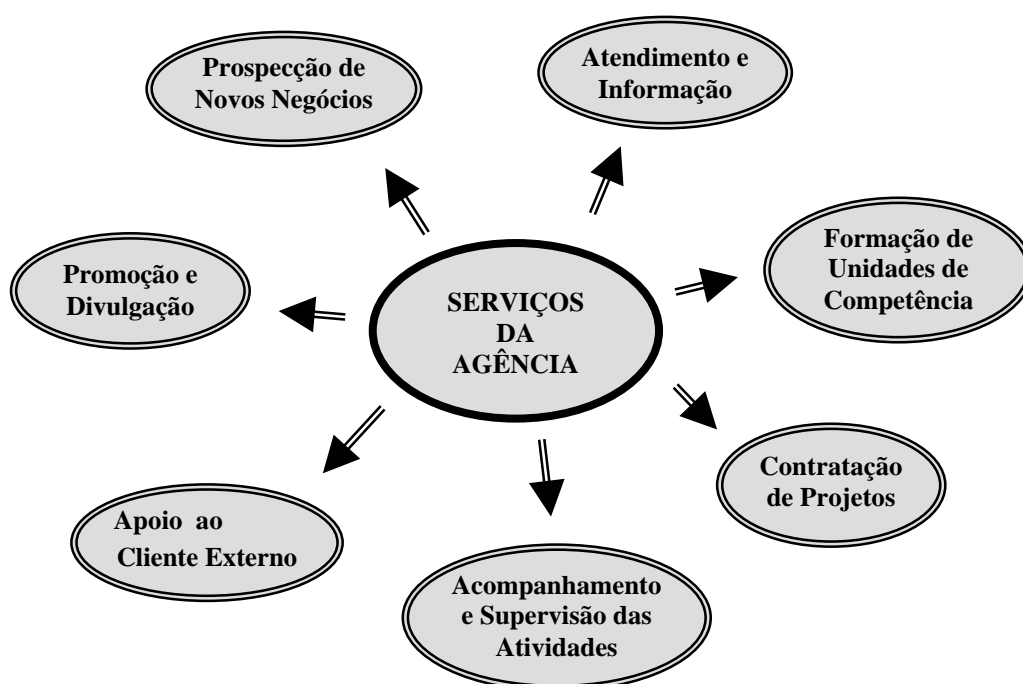 Prospecção de
Novos Negócios
Atendimento e
Informação
Promoção e
Divulgação
SERVIÇOS
DA
AGÊNCIA
Formação de
Unidades de
Competência
Apoio ao
Cliente Externo
Contratação
de Projetos
Acompanhamento
e Supervisão das
Atividades